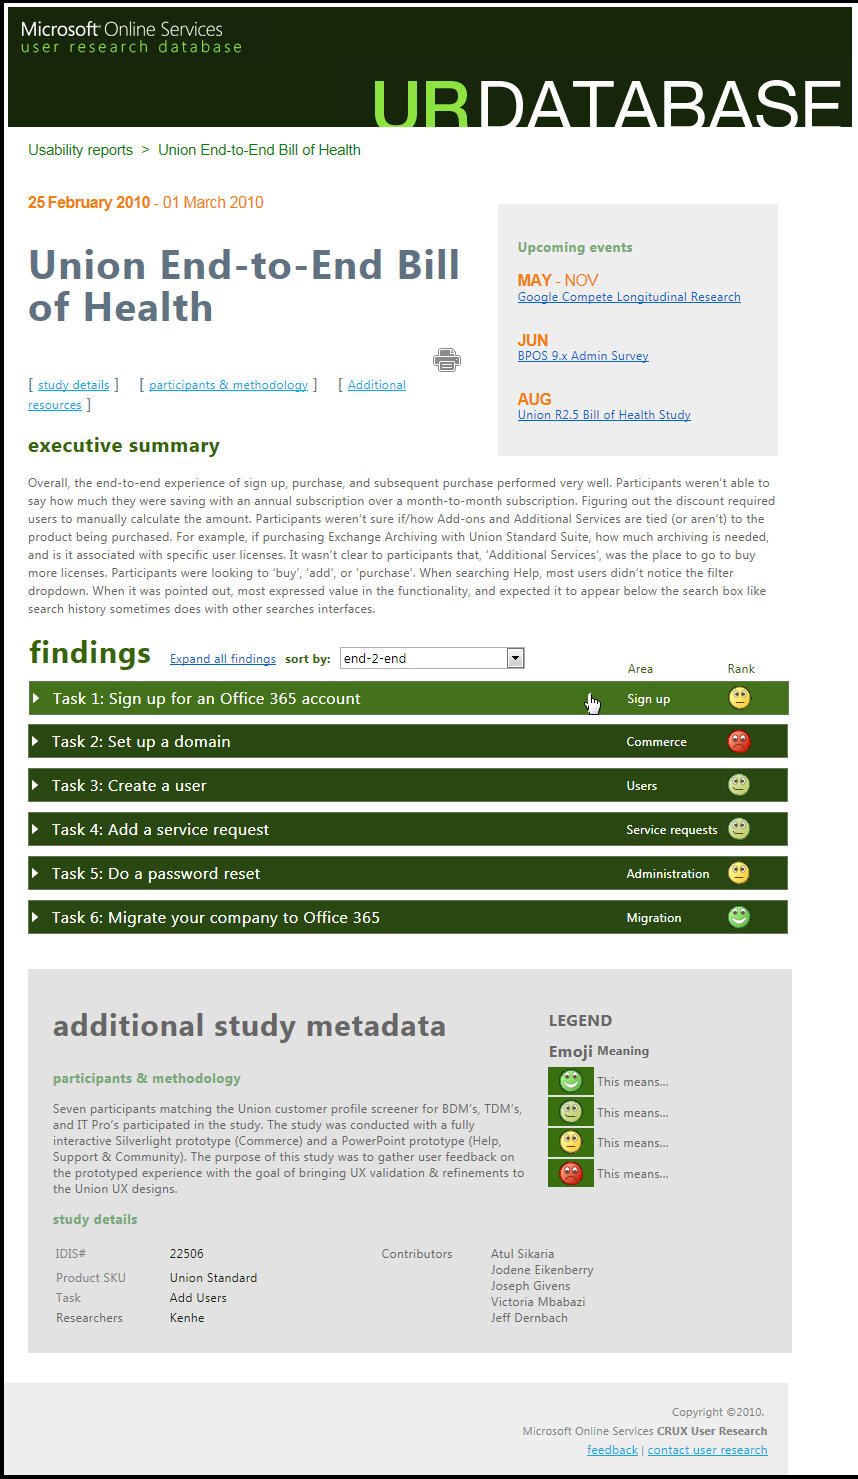 Microsoft Online Services
user research database
URDATABASE
Usability reports > Union End-to-End Bill of Health
25 February 2010 - 01 March 2010
Union End-to-End Bill
of Health
[ study details ] [ participants & methodology ] [ Additional
resources ]
Upcoming events
MAY - NOV
Google Compete Longitudinal Research
JUN
BPOS 9.x Admin Survey
AUG
Union R2.5 Bill of Health Study
executive summary
Overall, the end-to-end experience of sign up, purchase, and subsequent purchase performed very well. Participants weren’t able to
say how much they were saving with an annual subscription over a month-to-month subscription. Figuring out the discount required
users to manually calculate the amount. Participants weren’t sure if/how Add-ons and Additional Services are tied (or aren’t) to the
product being purchased. For example, if purchasing Exchange Archiving with Union Standard Suite, how much archiving is needed,
and is it associated with specific user licenses. It wasn’t clear to participants that, ‘Additional Services’, was the place to go to buy
more licenses. Participants were looking to ‘buy’, ‘add’, or ‘purchase’. When searching Help, most users didn’t notice the filter
dropdown. When it was pointed out, most expressed value in the functionality, and expected it to appear below the search box like
search history sometimes does with other searches interfaces.
findings Expand all findings sort by: end-2-end
Area Rank
Task 1: Sign up for an Office 365 account Sign up
Task 2: Set up a domain Commerce
Task 3: Create a user Users
Task 4: Add a service request Service requests
Task 5: Do a password reset Administration
Task 6: Migrate your company to Office 365 Migration
additional study metadata
participants & methodology
Seven participants matching the Union customer profile screener for BDM’s, TDM’s,
and IT Pro’s participated in the study. The study was conducted with a fully
interactive Silverlight prototype (Commerce) and a PowerPoint prototype (Help,
Support & Community). The purpose of this study was to gather user feedback on
the prototyped experience with the goal of bringing UX validation & refinements to
the Union UX designs.
LEGEND
Emoji Meaning
This means...
This means...
This means...
This means...
study details
IDIS# 22506
Product SKU Union Standard
Task Add Users
Researchers Kenhe
Contributors Atul Sikaria
Jodene Eikenberry
Joseph Givens
Victoria Mbabazi
Jeff Dernbach
Copyright ©2010.
Microsoft Online Services CRUX User Research
feedback | contact user research